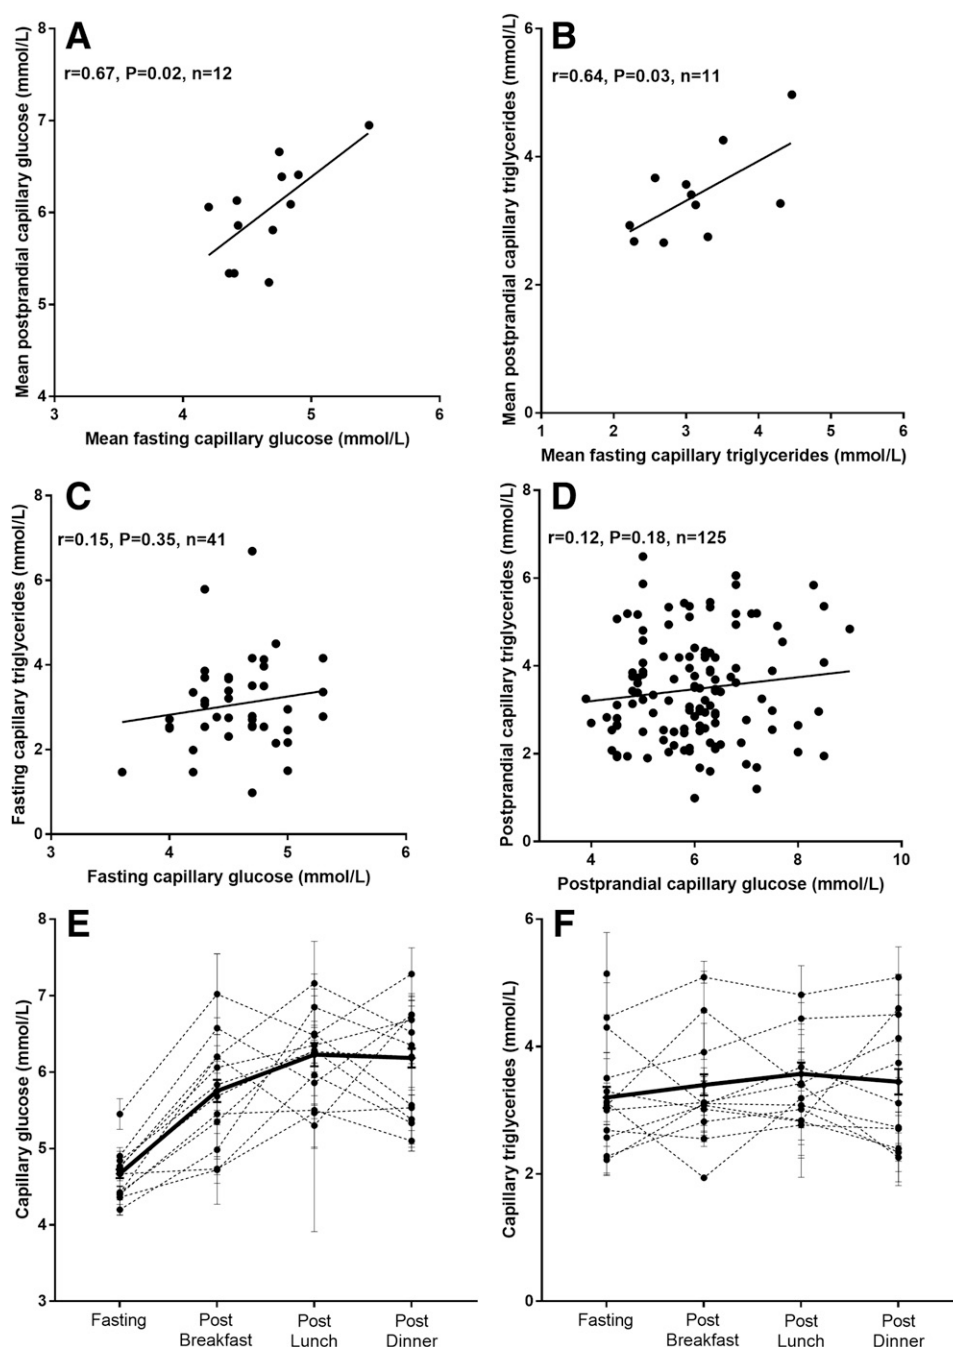 A
r=0.67, P=0.02, n=12
Mean postprandial capillary glucose (mmol/L)
8
7
6
5
4
3
4
5
6
Mean fasting capillary glucose (mmol/L)
B
r=0.64, P=0.03, n=11
Mean postprandial capillary triglycerides (mmol/L)
6
4
2
0
1
2
3
4
5
6
Mean fasting capillary triglycerides (mmol/L)
C
r=0.15, P=0.35, n=41
Fasting capillary triglycerides (mmol/L)
8
6
4
2
0
3
4
5
6
Fasting capillary glucose (mmol/L)
D
r=0.12, P=0.18, n=125
Postprandial capillary triglycerides (mmol/L)
8
6
4
2
0
4
6
8
10
Postprandial capillary glucose (mmol/L)
E
Capillary glucose (mmol/L)
8
7
6
5
4
3
Fasting
Post
Breakfast
Post
Lunch
Post
Dinner
F
Capillary triglycerides (mmol/L)
6
4
2
0
Fasting
Post
Breakfast
Post
Lunch
Post
Dinner